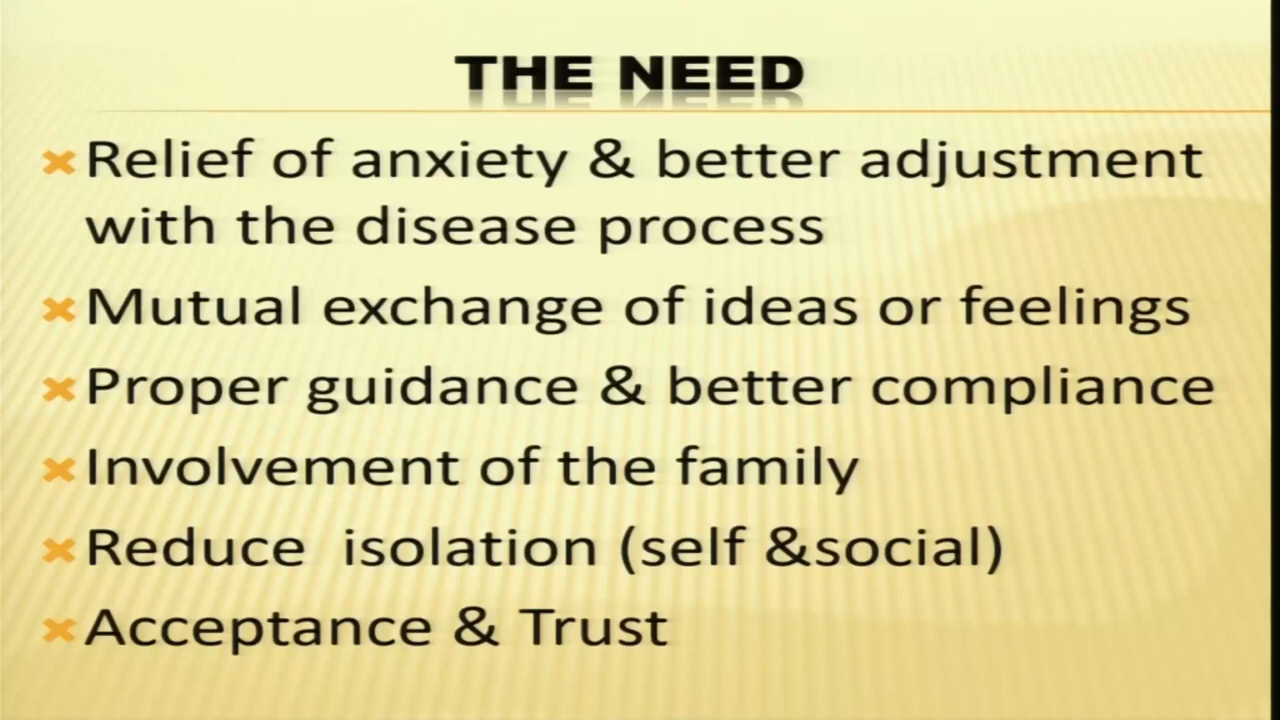 THE NEED
Relief of anxiety & better adjustment
with the disease process
Mutual exchange of ideas or feelings
Proper guidance & better compliance
Involvement of the family
Reduce  isolation (self &social)
Acceptance & Trust